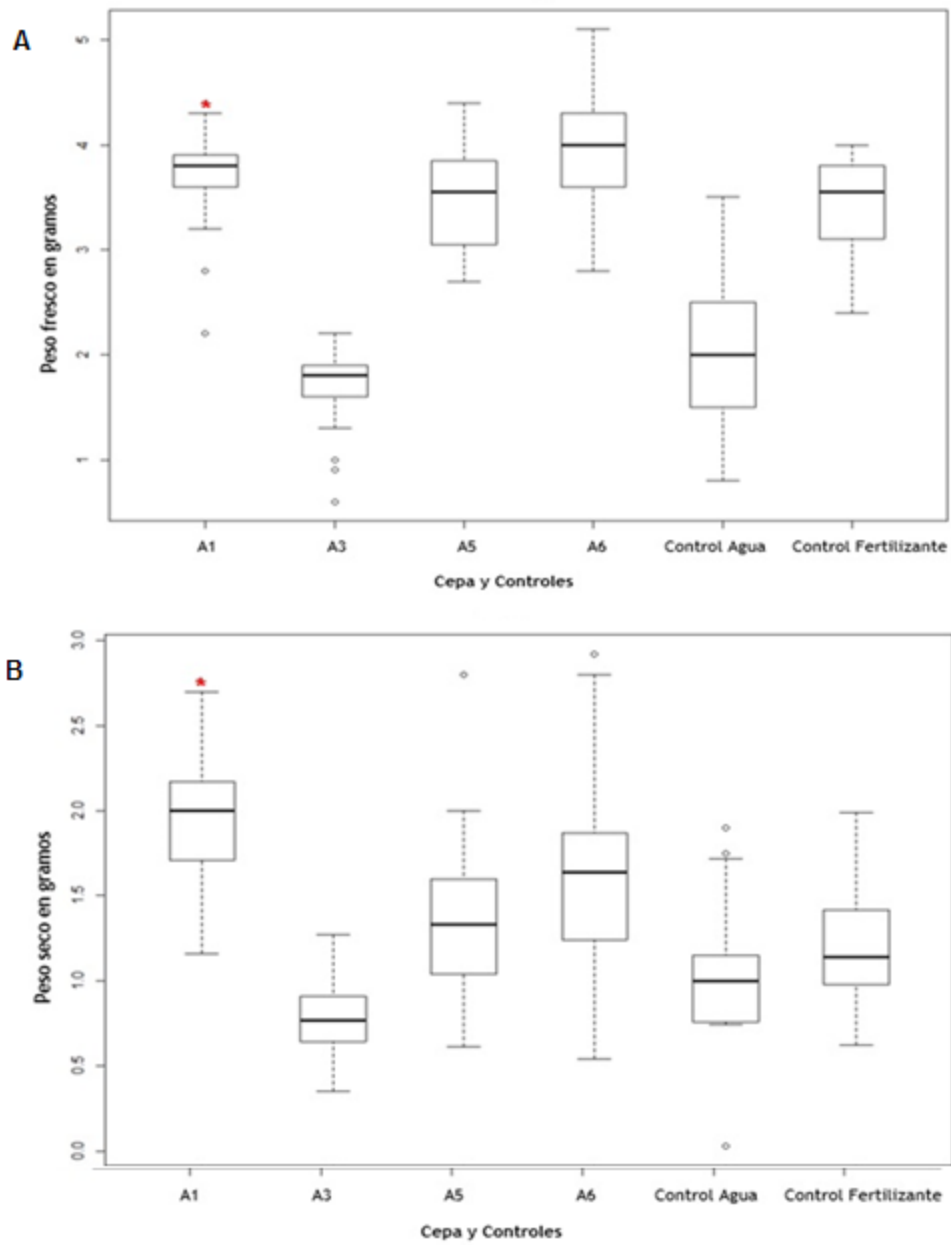 A
Peso fresco en gramos
5
4
3
2
1
*
A1 A3 A5 A6 Control Agua Control Fertilizante
Cepa y Controles
B
Peso seco en gramos
3.0
2.5
2.0
1.5
1.0
0.5
0.0
*
A1 A3 A5 A6 Control Agua Control Fertilizante
Cepa y Controles